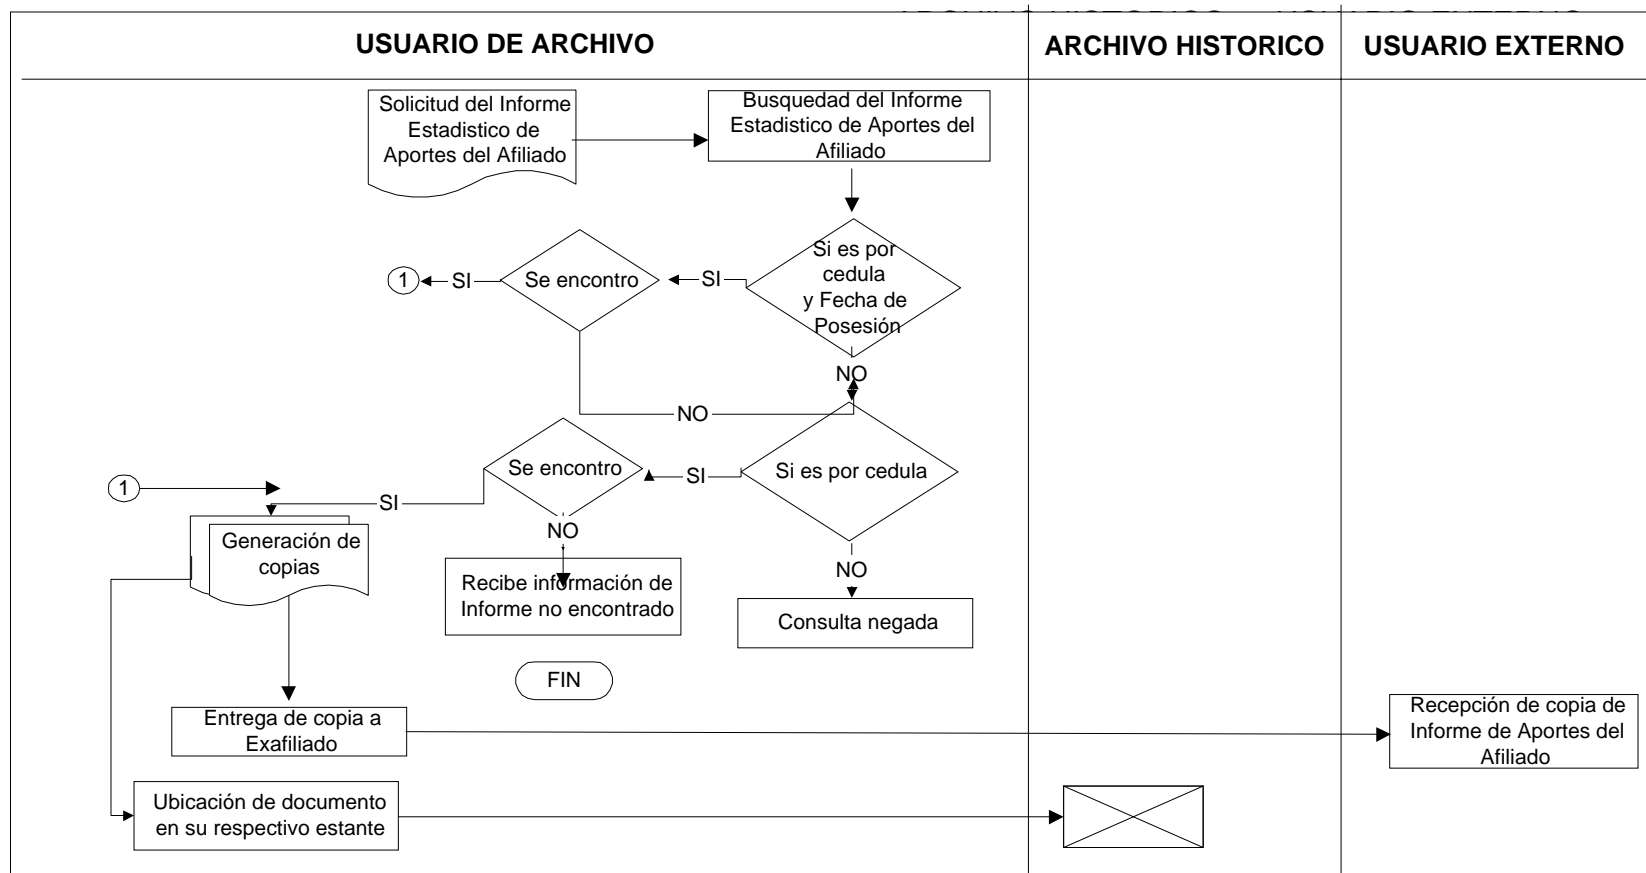 USUARIO DE ARCHIVO
ARCHIVO HISTORICO
USUARIO EXTERNO
Solicitud del Informe
Estadistico de
Aportes del Afiliado
Busquedad del Informe
Estadistico de Aportes del
Afiliado
Si es por
cedula
y Fecha de
Posesión
SI
Se encontro
SI
1
NO
NO
Si es por cedula
SI
Se encontro
SI
1
NO
NO
Generación de
copias
Recibe información de
Informe no encontrado
Consulta negada
FIN
Entrega de copia a
Exafiliado
Recepción de copia de
Informe de Aportes del
Afiliado
Ubicación de documento
en su respectivo estante